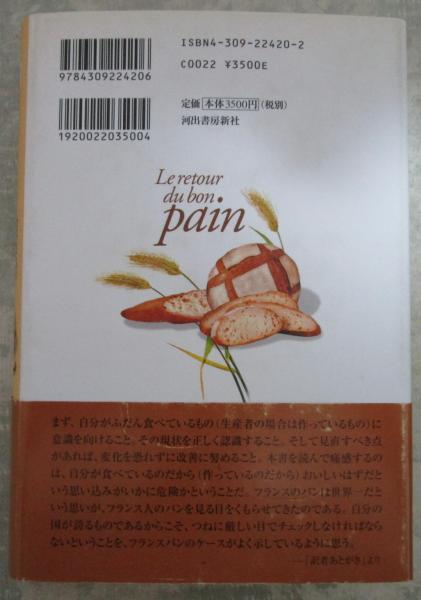 ISBN4-309-22420-2
C0022 ¥3500E
9784309224206
定価 本体3500円(税別)
河出書房新社
1920022035004
Le retour
du bon
pain
まず、自分がふだん食べているもの(生産者の場合は作っているもの)に
意識を向けること。その現状を正しく認識すること。そして見直すべき点
があれば、変化を恐れずに改善に努めること。本書を読んで痛感するの
は、自分が食べているのだから(作っているのだから)おいしいはずだと
いう思い込みがいかに危険かということだ。フランスのパンは世界一だと
いう思いが、フランス人のパンを見る目をくもらせてきたのである。自分の
国が誇るものであるからこそ、つねに厳しい目でチェックしなければなら
ないということを、フランスパンのケースがよく示しているように思う。
──「訳者あとがき」より